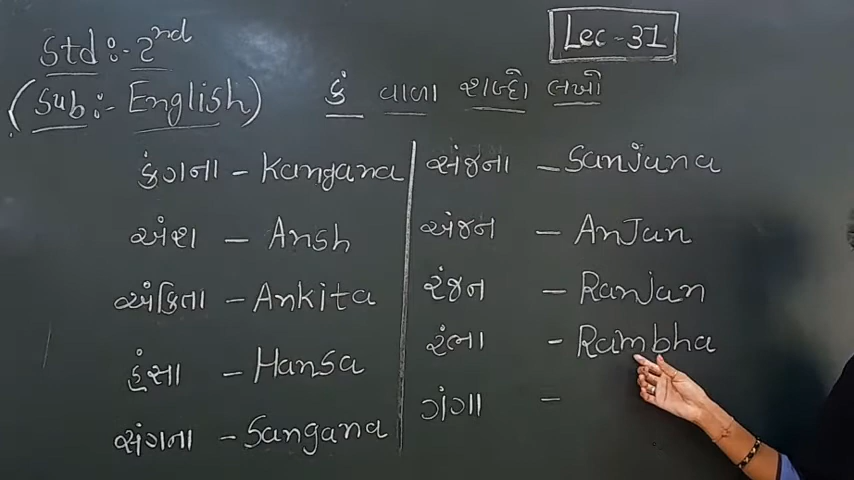 Std :- 2nd
Lec - 31
(Sub :- English)
કં વાળા શબ્દો લખો
કંગના - Kangana
અંશ - Ansh
અંકિતા - Ankita
હંસા - Hansa
સંગના - Sangana
સંજના - Sanjana
અંજન - Anjan
રંજન - Ranjan
રંભા - Rambha
ગંગા -